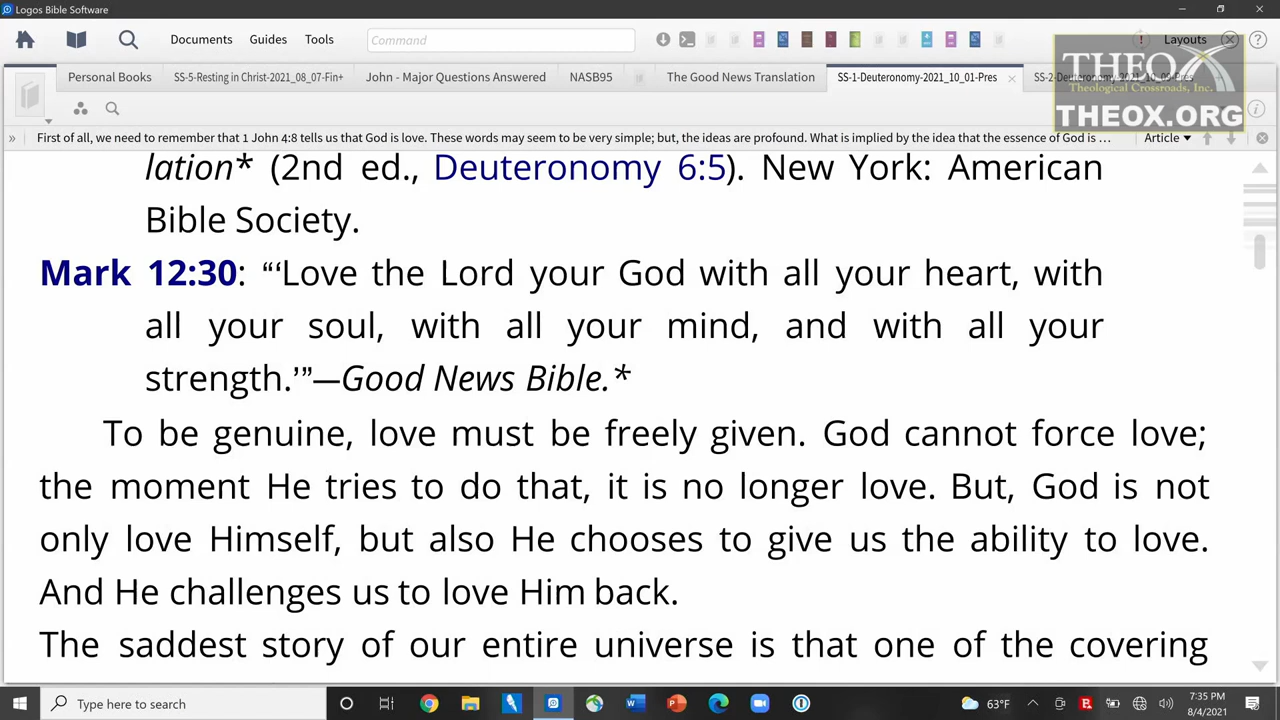 Logos Bible Software
Documents Guides Tools Command Layouts
THEOX
Theological Crossroads, Inc.
THEOX.ORG
Personal Books SS-5-Resting in Christ-2021_08_07-Fin+ John - Major Questions Answered NASB95 The Good News Translation SS-1-Deuteronomy-2021_10_01-Pres
First of all, we need to remember that 1 John 4:8 tells us that God is love. These words may seem to be very simple; but, the ideas are profound. What is implied by the idea that the essence of God is ... Article
lation* (2nd ed., Deuteronomy 6:5). New York: American
Bible Society.
Mark 12:30: “‘Love the Lord your God with all your heart, with
all your soul, with all your mind, and with all your
strength.’”—Good News Bible.*
To be genuine, love must be freely given. God cannot force love;
the moment He tries to do that, it is no longer love. But, God is not
only love Himself, but also He chooses to give us the ability to love.
And He challenges us to love Him back.
The saddest story of our entire universe is that one of the covering
Type here to search
63°F
7:35 PM
8/4/2021